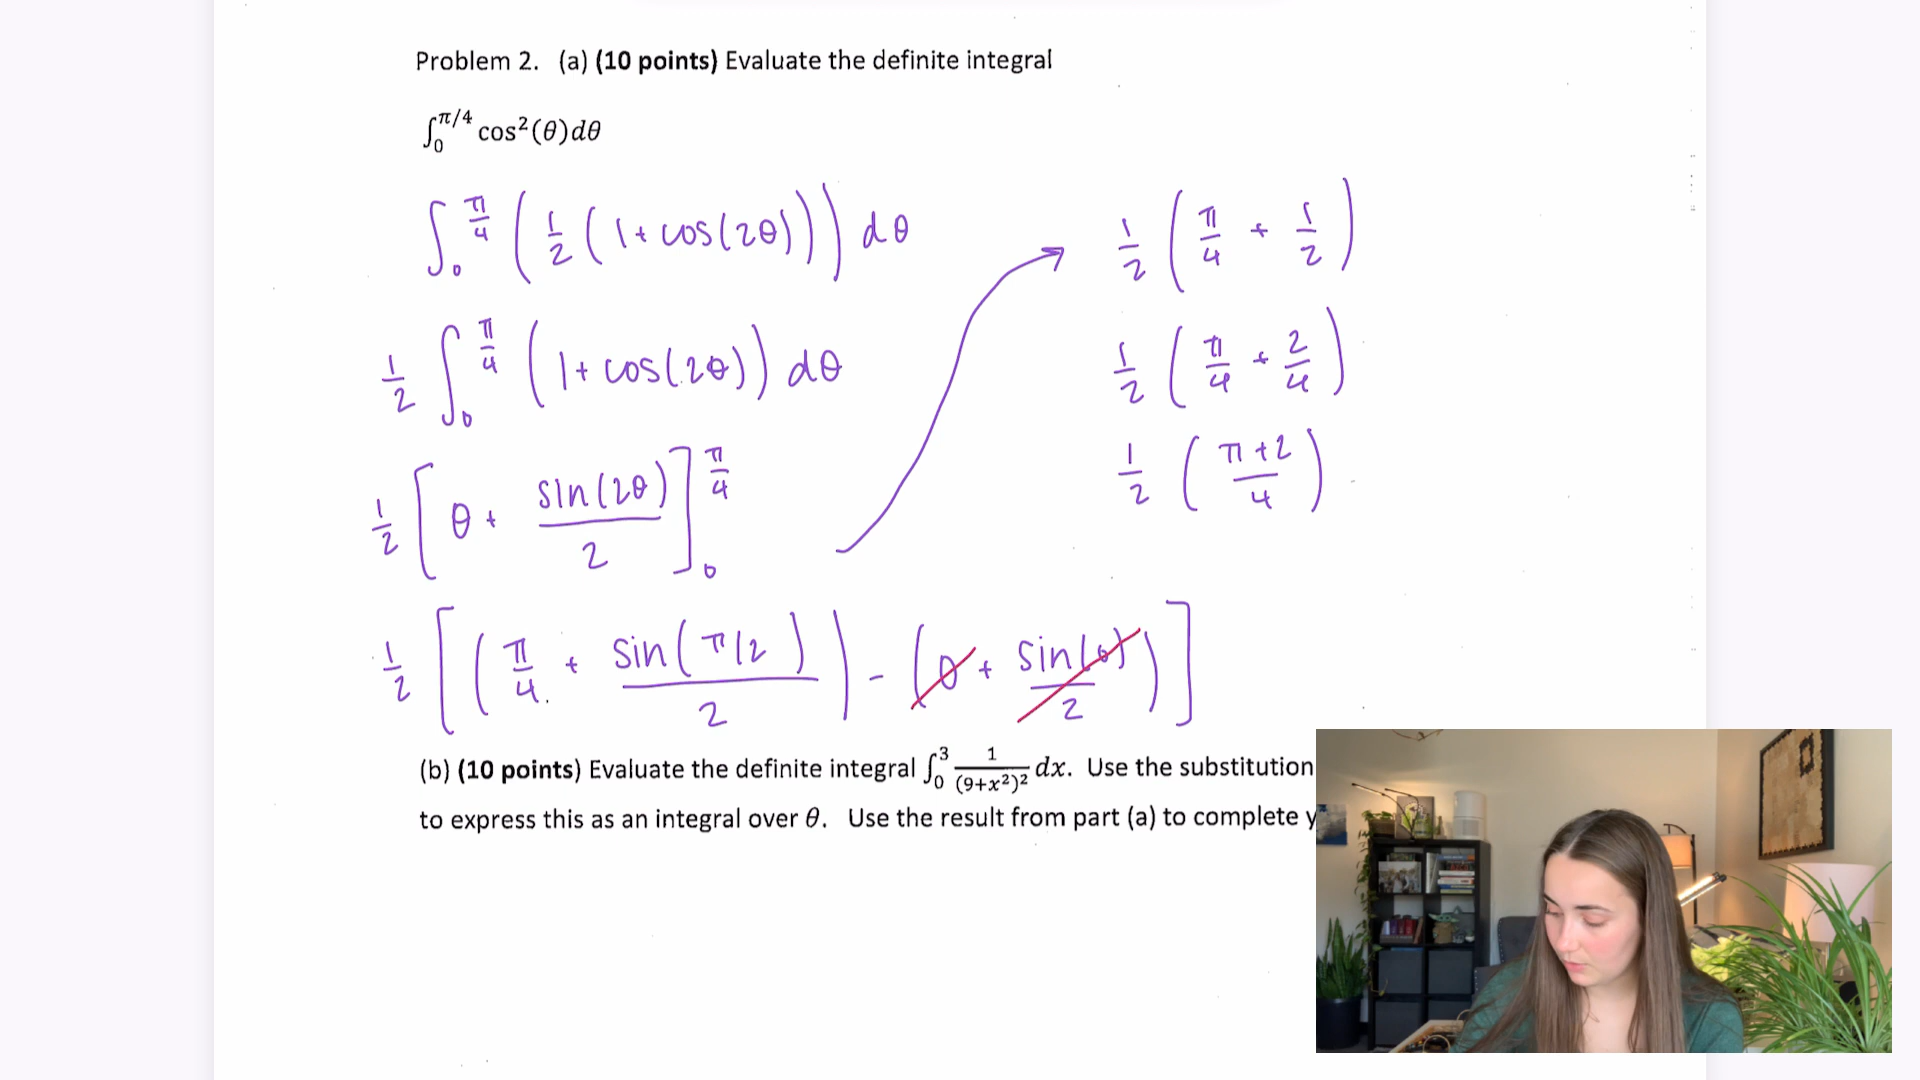 Problem 2. (a) (10 points) Evaluate the definite integral
∫₀^{π/4} cos²(θ)dθ
∫₀^{π/4} (1/2 (1 + cos(2θ))) dθ
1/2 ∫₀^{π/4} (1 + cos(2θ)) dθ
1/2 [θ + sin(2θ)/2]₀^{π/4}
1/2 [(π/4 + sin(π/2)/2) - (0 + sin(0)/2)]
1/2 (π/4 + 1/2)
1/2 (π/4 + 2/4)
1/2 (π+2/4)
(b) (10 points) Evaluate the definite integral ∫₀³ 1/(9+x²)² dx. Use the substitution
to express this as an integral over θ. Use the result from part (a) to complete y